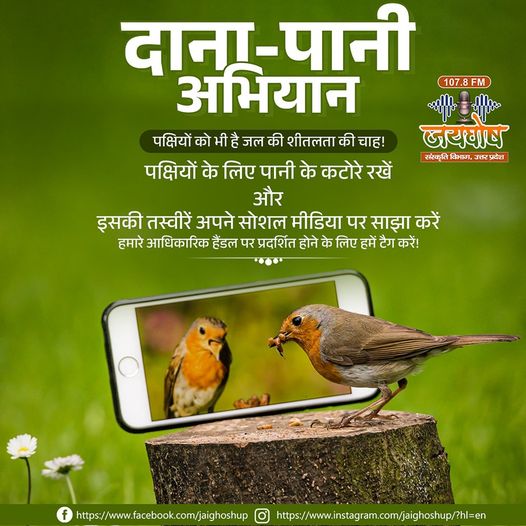 दाना-पानी
अभियान
107.8 FM
जयघोष
संस्कृति विभाग, उत्तर प्रदेश
पक्षियों को भी है जल की शीतलता की चाह!
पक्षियों के लिए पानी के कटोरे रखें
और
इसकी तस्वीरें अपने सोशल मीडिया पर साझा करें
हमारे आधिकारिक हैंडल पर प्रदर्शित होने के लिए हमें टैग करें!
https://www.facebook.com/jaighoshup
https://www.instagram.com/jaighoshup/?hl=en